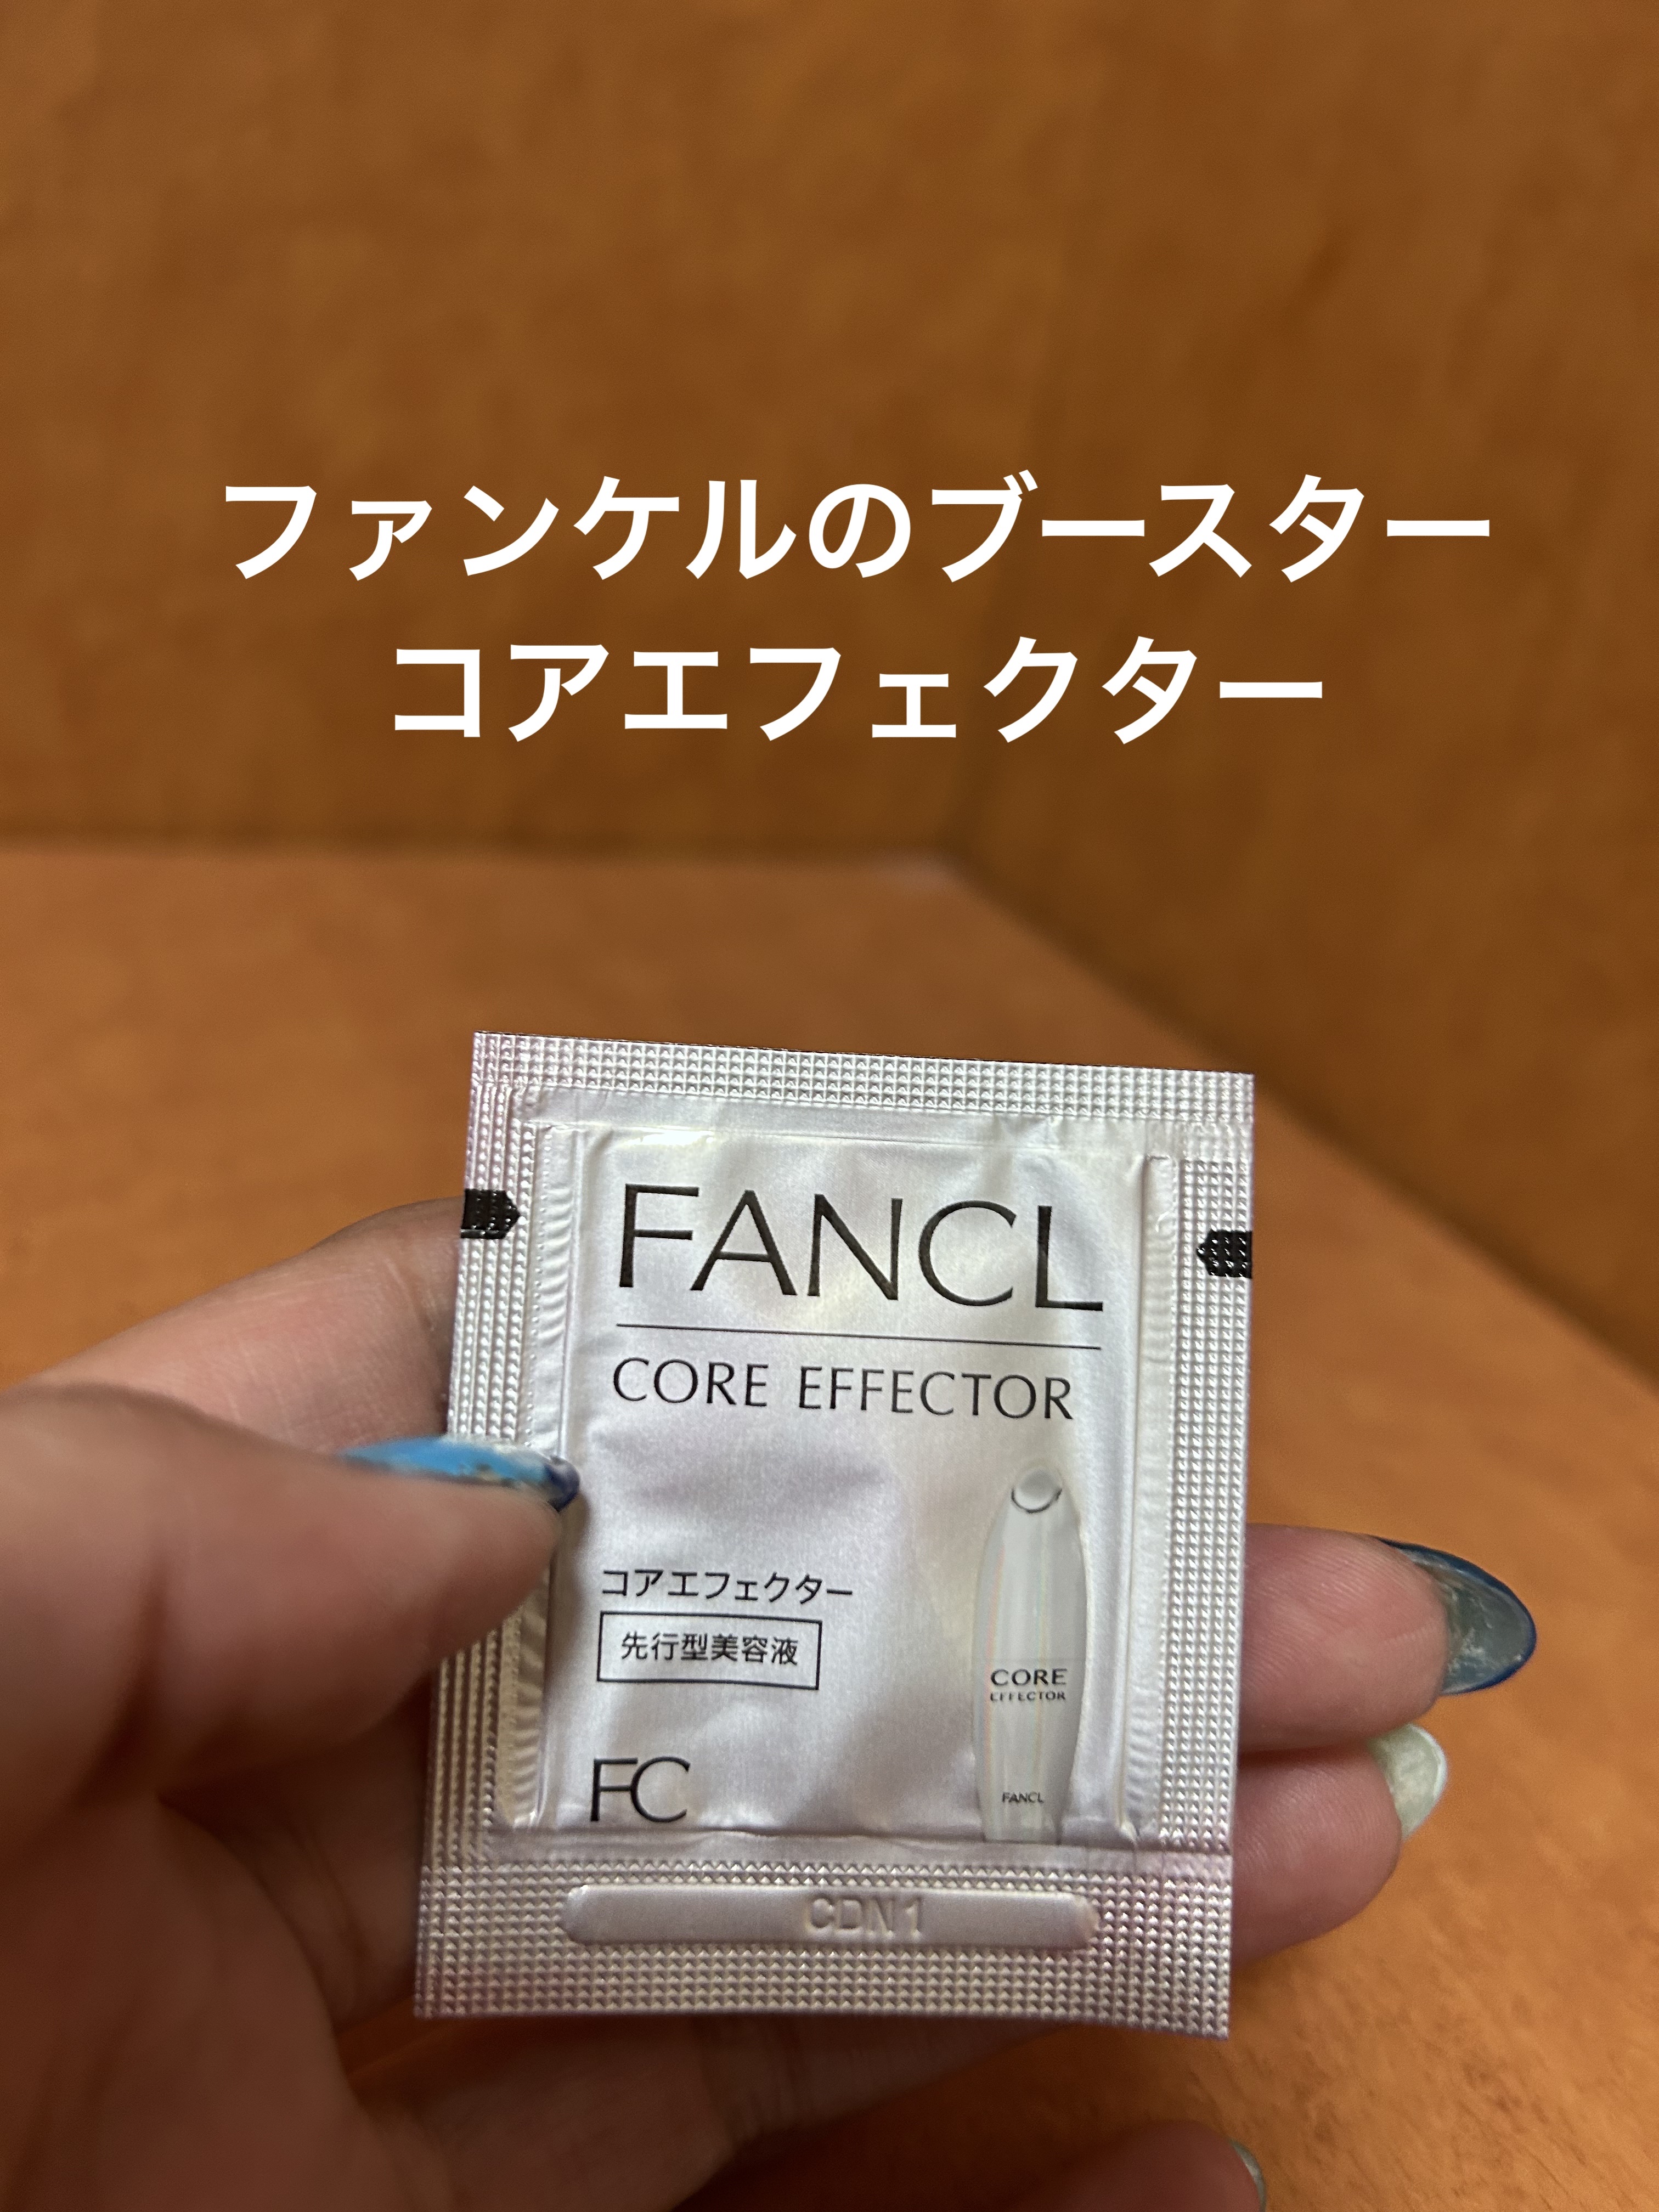 ファンケルのブースター
コアエフェクター
FANCL
CORE EFFECTOR
コアエフェクター
先行型美容液
CORE
EFFECTOR
FANCL
FC
CDN1